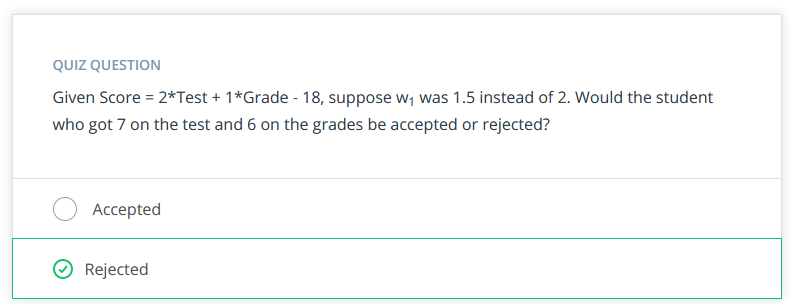 QUIZ QUESTION
Given Score = 2*Test + 1*Grade - 18, suppose w₁ was 1.5 instead of 2. Would the student
who got 7 on the test and 6 on the grades be accepted or rejected?
Accepted
Rejected